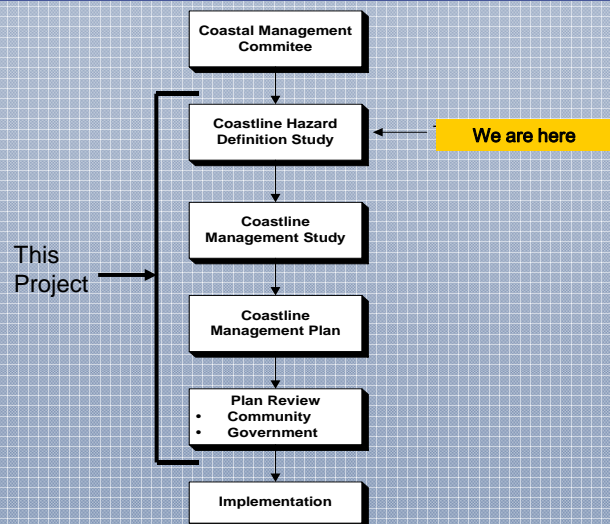 Coastal Management
Commitee
Coastline Hazard
Definition Study
We are here
Coastline
Management Study
This
Project
Coastline
Management Plan
Plan Review
• Community
• Government
Implementation